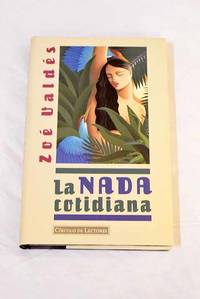 Zoé Valdés
La NADA
cotidiana
CÍRCULO DE LECTORES